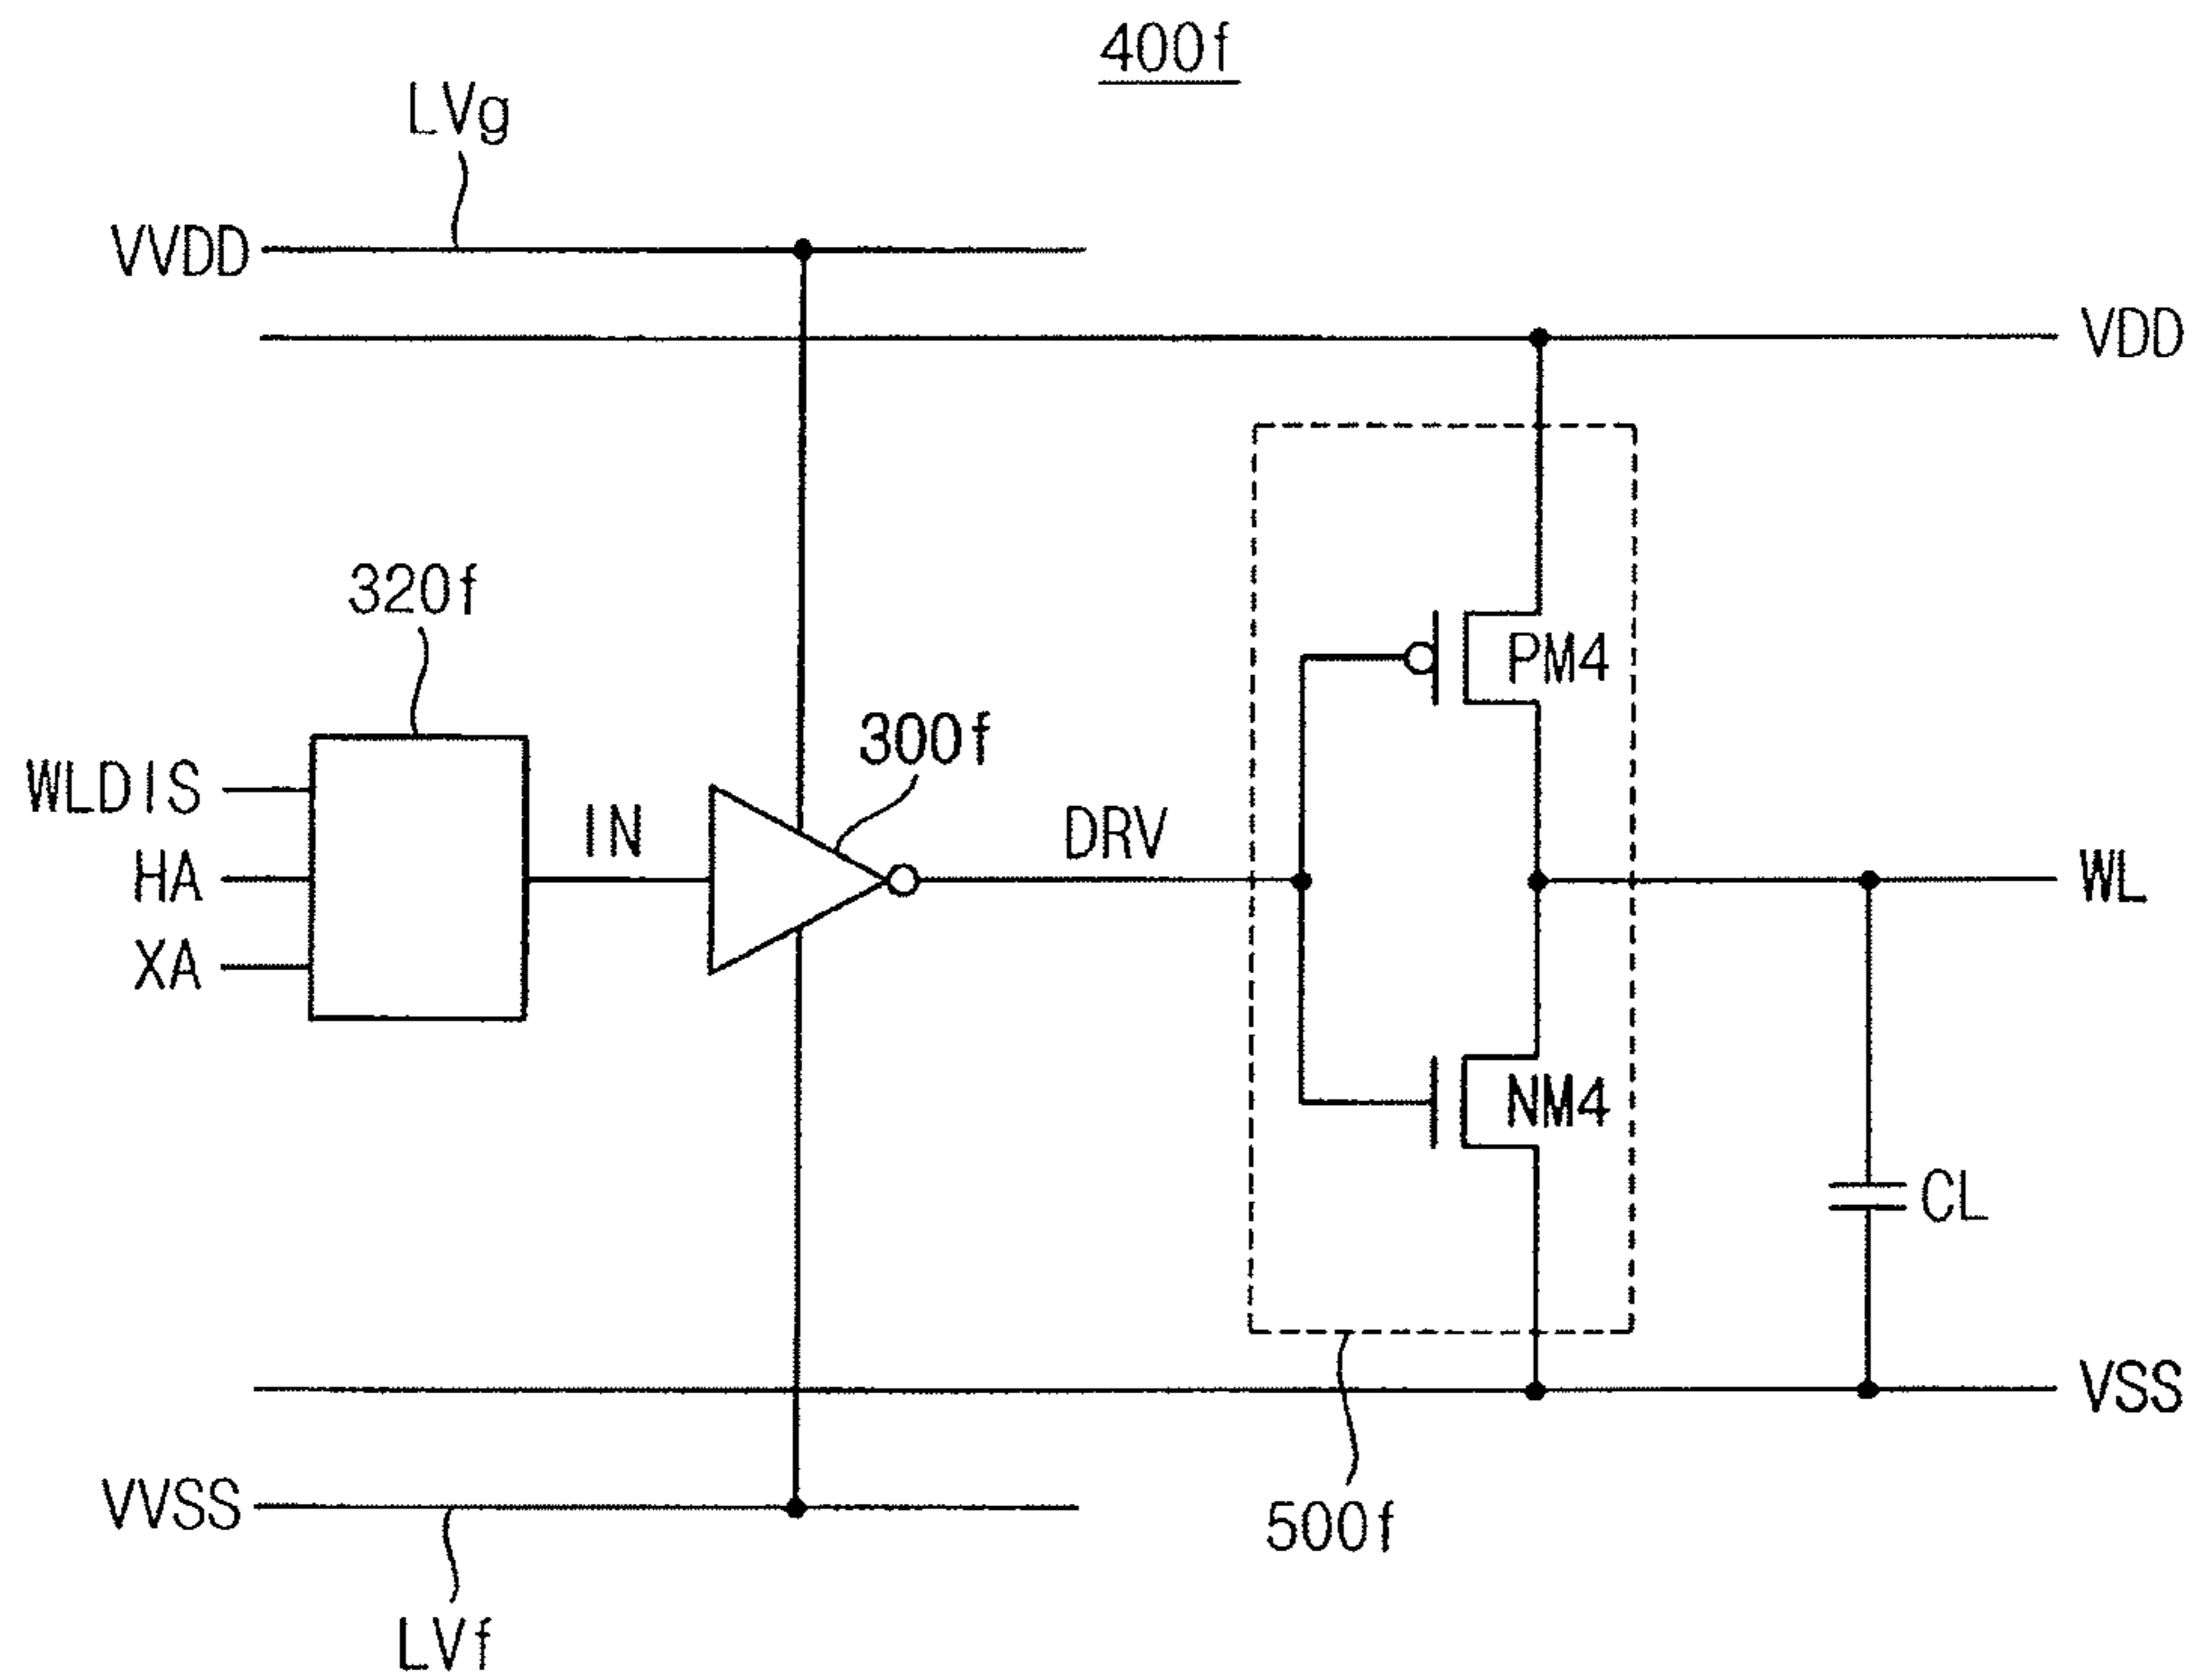 400f
LVg
VVDD
VDD
320f
PM4
300f
WLDIS
IN
DRV
HA
WL
XA
NM4
CL
VSS
VVSS
500f
LVf